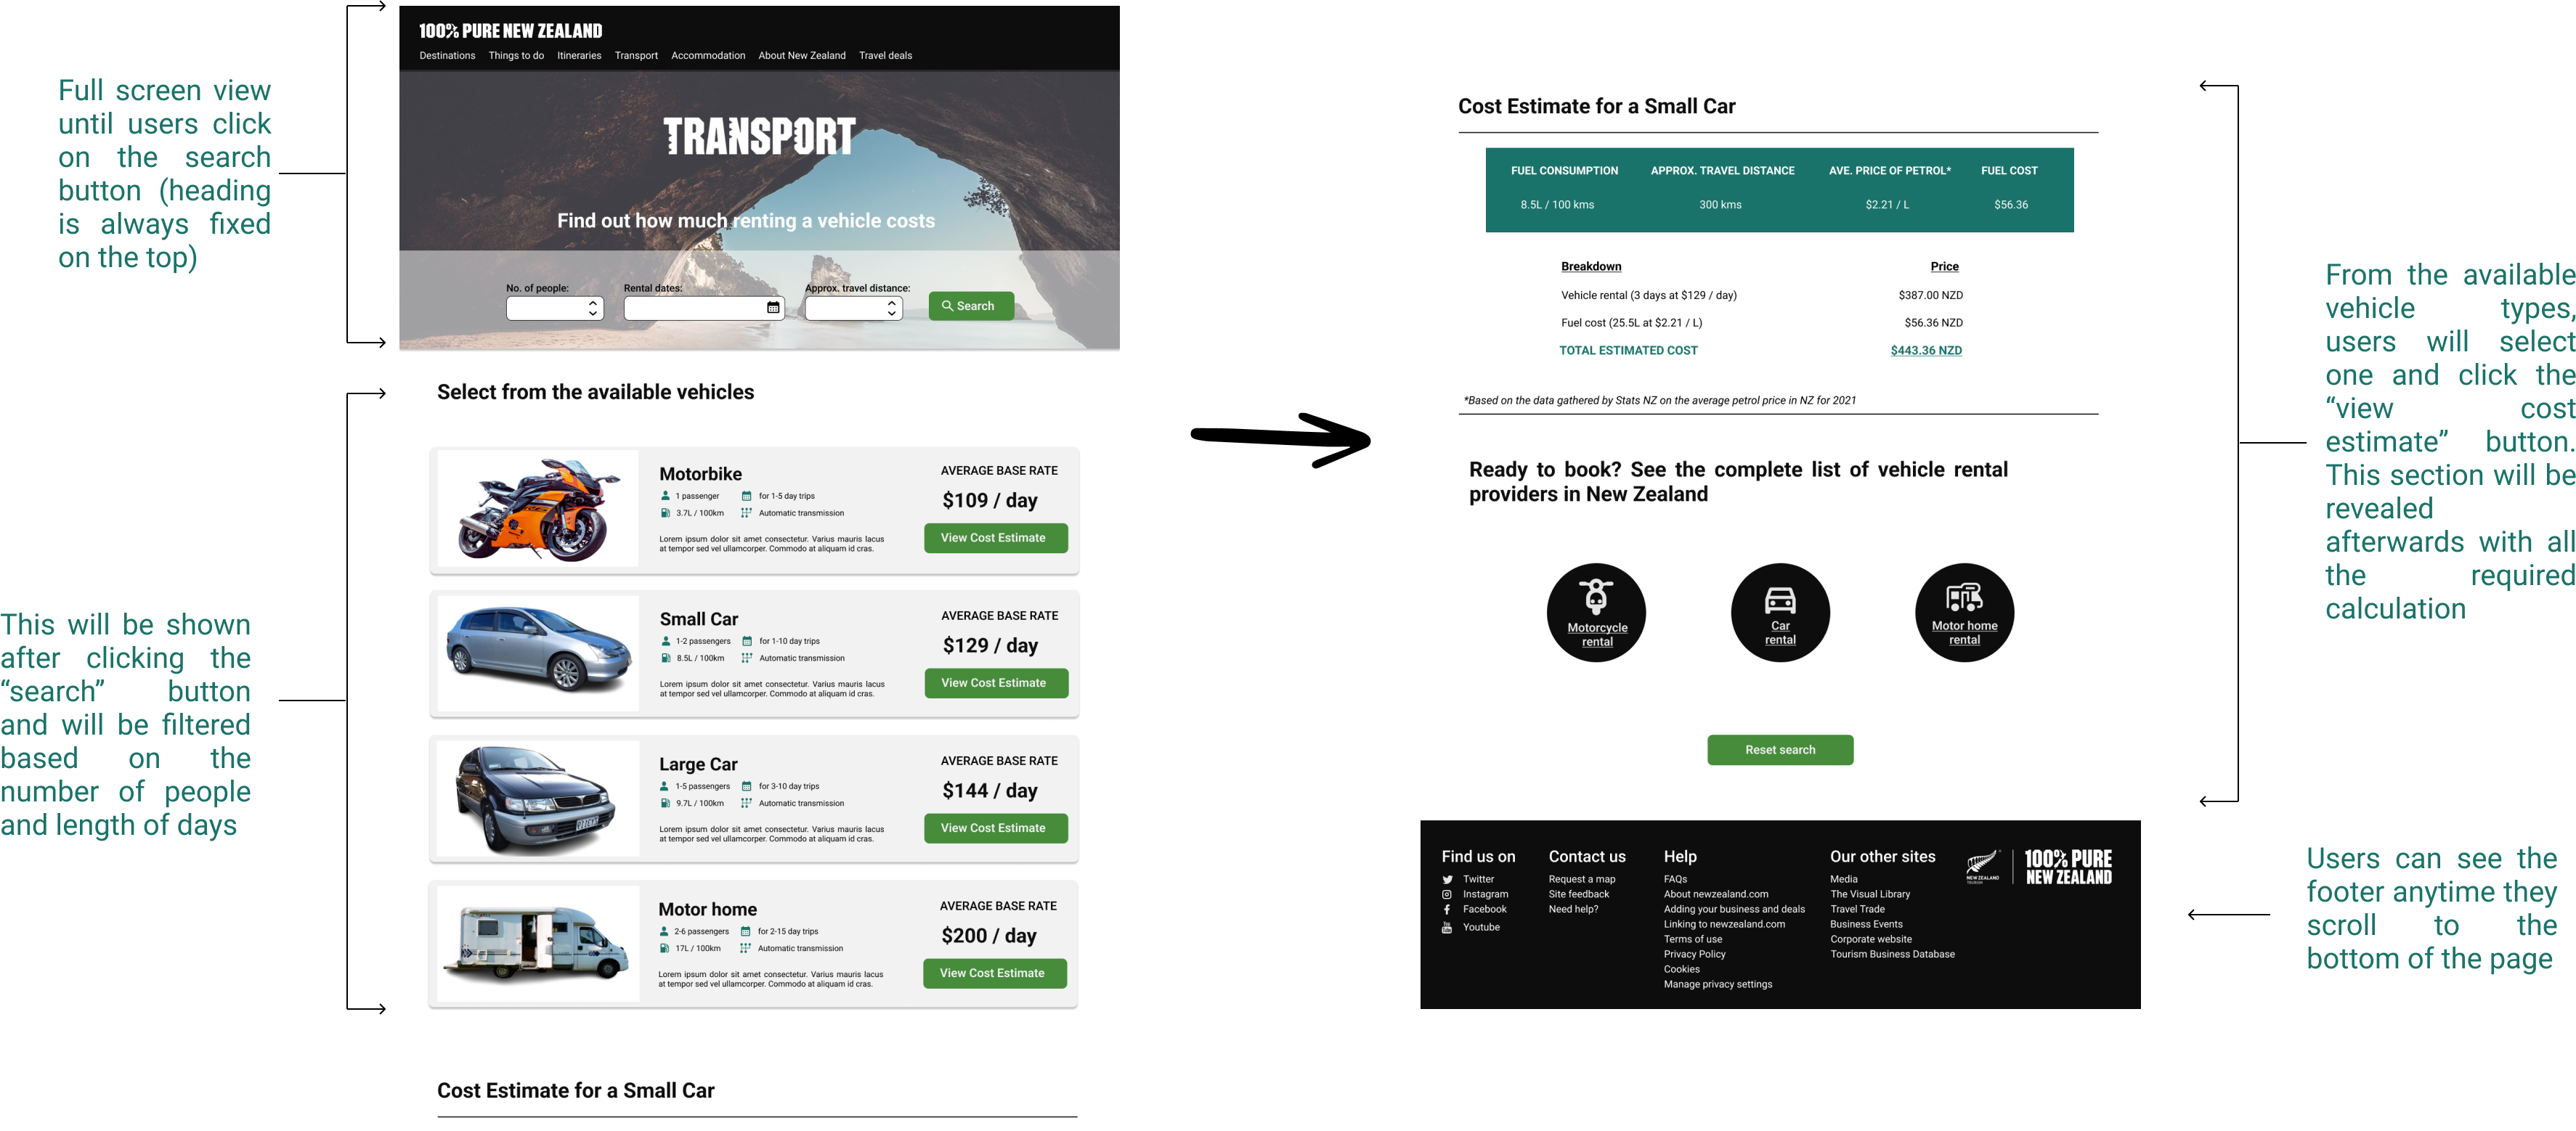 Full screen view
until users click
on the search
button (heading
is always fixed
on the top)
100% PURE NEW ZEALAND
Destinations Things to do Itineraries Transport Accommodation About New Zealand Travel deals
TRANSPORT
Find out how much renting a vehicle costs
No. of people: Rental dates: Approx. travel distance:
Search
This will be shown
after clicking the
“search” button
and will be filtered
based on the
number of people
and length of days
Select from the available vehicles
Motorbike
1 passenger for 1-5 day trips
3.7L / 100km Automatic transmission
Lorem ipsum dolor sit amet consectetur. Varius mauris lacus
at tempor sed vel ullamcorper. Commodo at aliquam id cras.
AVERAGE BASE RATE
$109 / day
View Cost Estimate
Small Car
1-2 passengers for 1-10 day trips
8.5L / 100km Automatic transmission
Lorem ipsum dolor sit amet consectetur. Varius mauris lacus
at tempor sed vel ullamcorper. Commodo at aliquam id cras.
AVERAGE BASE RATE
$129 / day
View Cost Estimate
Large Car
1-5 passengers for 3-10 day trips
9.7L / 100km Automatic transmission
Lorem ipsum dolor sit amet consectetur. Varius mauris lacus
at tempor sed vel ullamcorper. Commodo at aliquam id cras.
AVERAGE BASE RATE
$144 / day
View Cost Estimate
Motor home
2-6 passengers for 2-15 day trips
17L / 100km Automatic transmission
Lorem ipsum dolor sit amet consectetur. Varius mauris lacus
at tempor sed vel ullamcorper. Commodo at aliquam id cras.
AVERAGE BASE RATE
$200 / day
View Cost Estimate
Cost Estimate for a Small Car
Cost Estimate for a Small Car
FUEL CONSUMPTION APPROX. TRAVEL DISTANCE AVE. PRICE OF PETROL* FUEL COST
8.5L / 100 kms 300 kms $2.21 / L $56.36
Breakdown Price
Vehicle rental (3 days at $129 / day) $387.00 NZD
Fuel cost (25.5L at $2.21 / L) $56.36 NZD
TOTAL ESTIMATED COST $443.36 NZD
*Based on the data gathered by Stats NZ on the average petrol price in NZ for 2021
Ready to book? See the complete list of vehicle rental
providers in New Zealand
Motorcycle
rental
Car
rental
Motor home
rental
Reset search
From the available
vehicle types,
users will select
one and click the
“view cost
estimate” button.
This section will be
revealed
afterwards with all
the required
calculation
Find us on
Twitter
Instagram
Facebook
Youtube
Contact us
Request a map
Site feedback
Need help?
Help
FAQs
About newzealand.com
Adding your business and deals
Linking to newzealand.com
Terms of use
Privacy Policy
Cookies
Manage privacy settings
Our other sites
Media
The Visual Library
Travel Trade
Business Events
Corporate website
Tourism Business Database
NEW ZEALAND
100% PURE
NEW ZEALAND
Users can see the
footer anytime they
scroll to the
bottom of the page